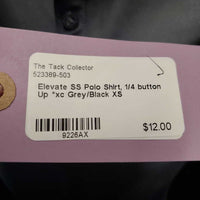 The Tack Collector
523389-503
Elevate SS Polo Shirt, 1/4 button
Up *xc Grey/Black XS
9226AX
$12.00